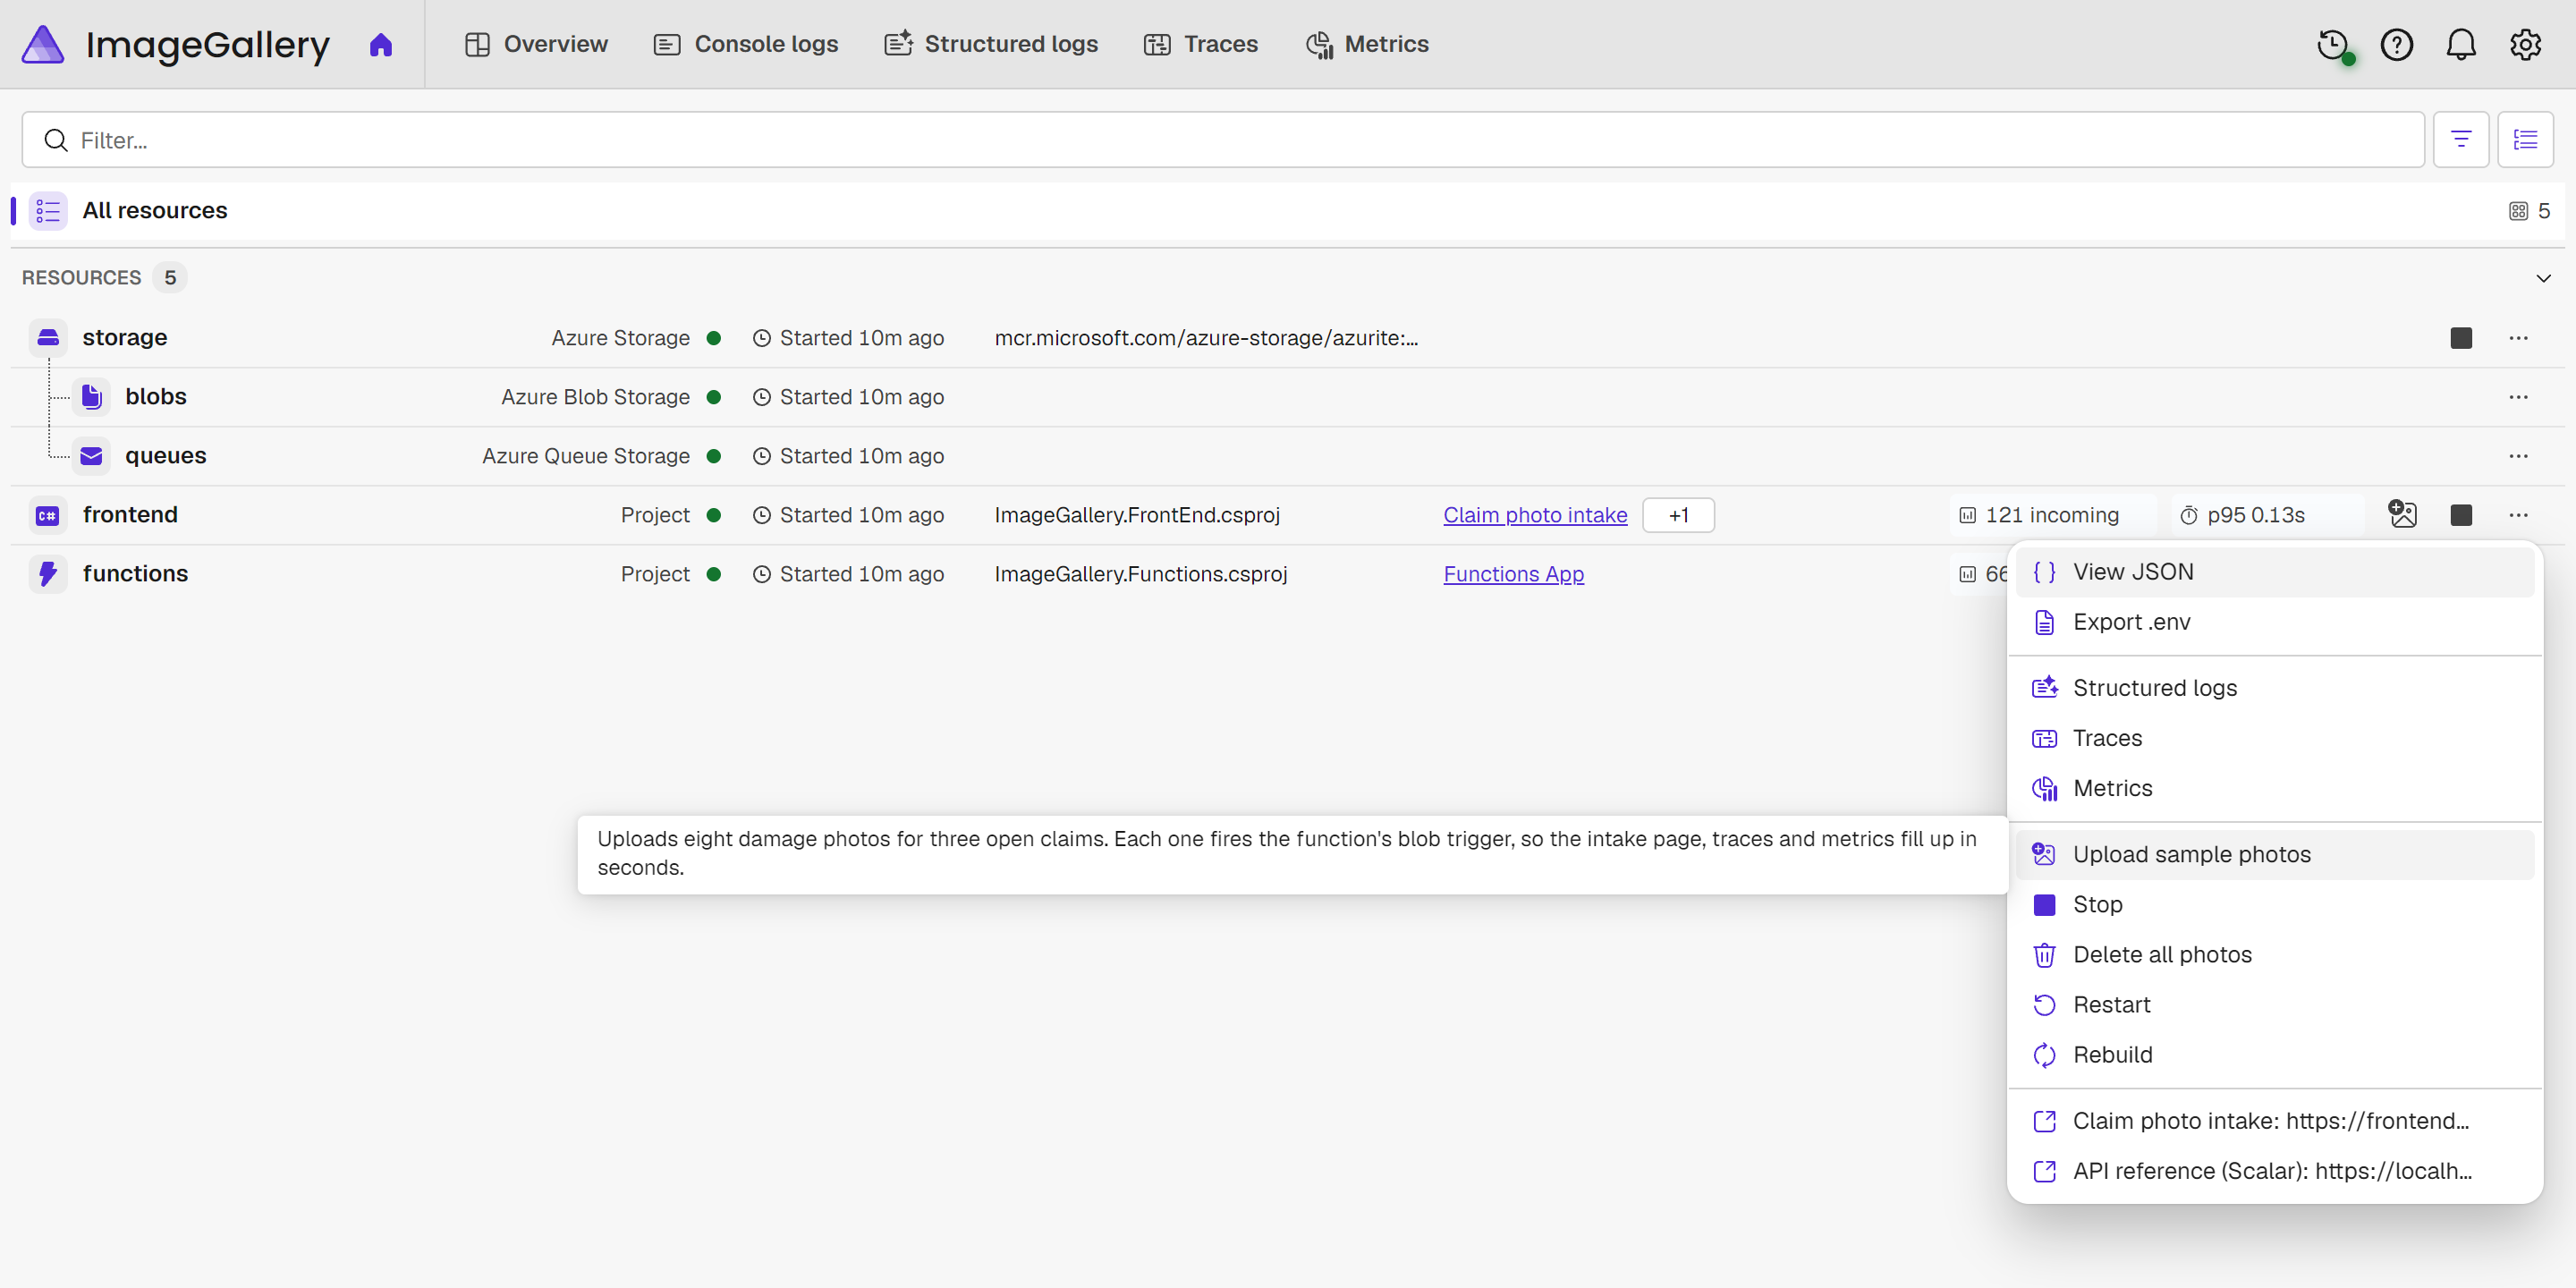 ImageGallery
Overview
Console logs
Structured logs
Traces
Metrics
Filter...
All resources
5
RESOURCES 5
storage Azure Storage Started 10m ago mcr.microsoft.com/azure-storage/azurite:...
blobs Azure Blob Storage Started 10m ago
queues Azure Queue Storage Started 10m ago
frontend Project Started 10m ago ImageGallery.FrontEnd.csproj Claim photo intake +1 121 incoming p95 0.13s
functions Project Started 10m ago ImageGallery.Functions.csproj Functions App 66
View JSON
Export .env
Structured logs
Traces
Metrics
Uploads eight damage photos for three open claims. Each one fires the function's blob trigger, so the intake page, traces and metrics fill up in
seconds.
Upload sample photos
Stop
Delete all photos
Restart
Rebuild
Claim photo intake: https://frontend...
API reference (Scalar): https://localh...